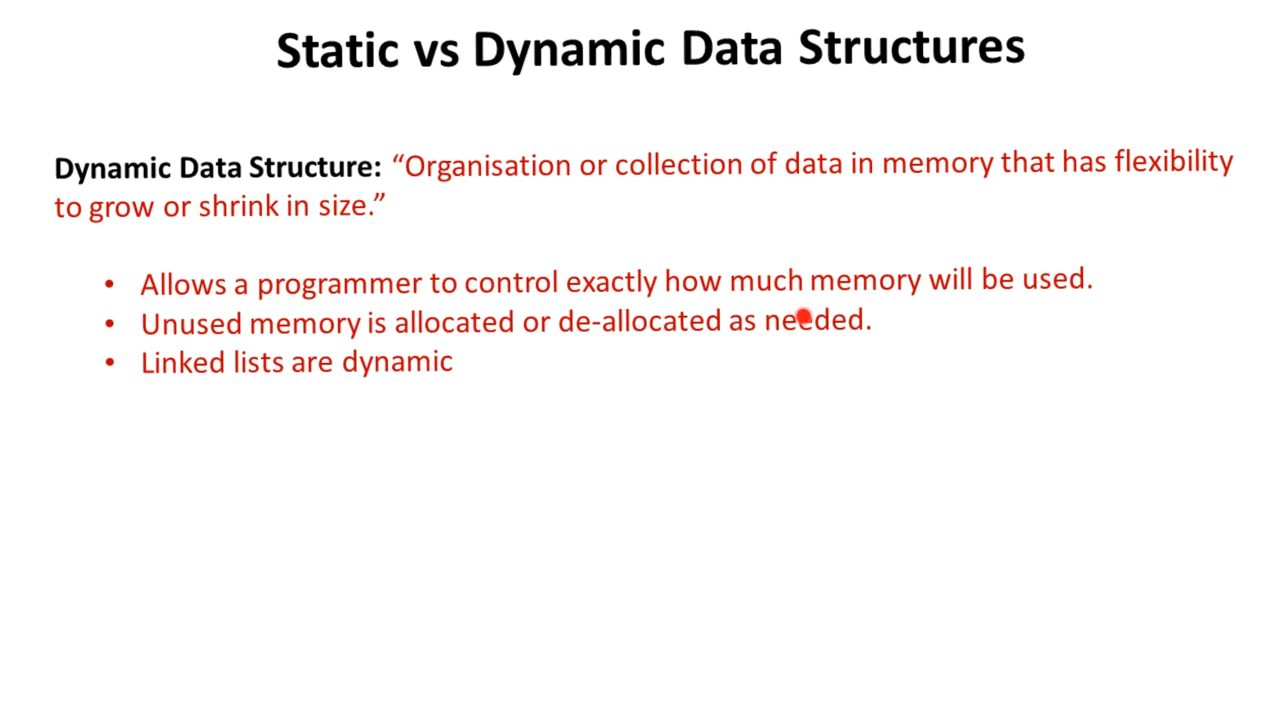 Static vs Dynamic Data Structures
Dynamic Data Structure: “Organisation or collection of data in memory that has flexibility
to grow or shrink in size.”
• Allows a programmer to control exactly how much memory will be used.
• Unused memory is allocated or de-allocated as needed.
• Linked lists are dynamic